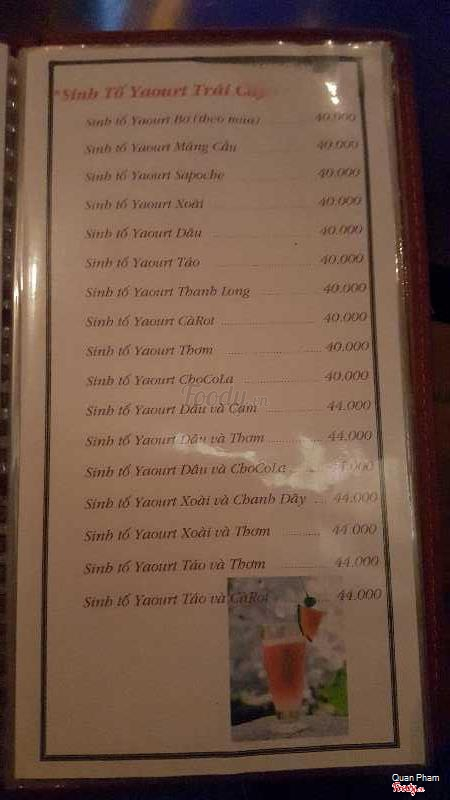 *Sinh Tố Yaourt Trái Cây
Sinh tố Yaourt Bơ (theo mùa) 40.000
Sinh tố Yaourt Mãng Cầu 40.000
Sinh tố Yaourt Sapoche 40.000
Sinh tố Yaourt Xoài 40.000
Sinh tố Yaourt Dâu 40.000
Sinh tố Yaourt Táo 40.000
Sinh tố Yaourt Thanh Long 40.000
Sinh tố Yaourt CàRot 40.000
Sinh tố Yaourt Thơm 40.000
Sinh tố Yaourt ChoCoLa 40.000
Foody.vn
Sinh tố Yaourt Dâu và Cam 44.000
Sinh tố Yaourt Dâu và Thơm 44.000
Sinh tố Yaourt Dâu và ChoCoLa 44.000
Sinh tố Yaourt Xoài và Chanh Dây 44.000
Sinh tố Yaourt Xoài và Thơm 44.000
Sinh tố Yaourt Táo và Thơm 44.000
Sinh tố Yaourt Táo và CàRot 44.000
Quan Pham
Foody.vn